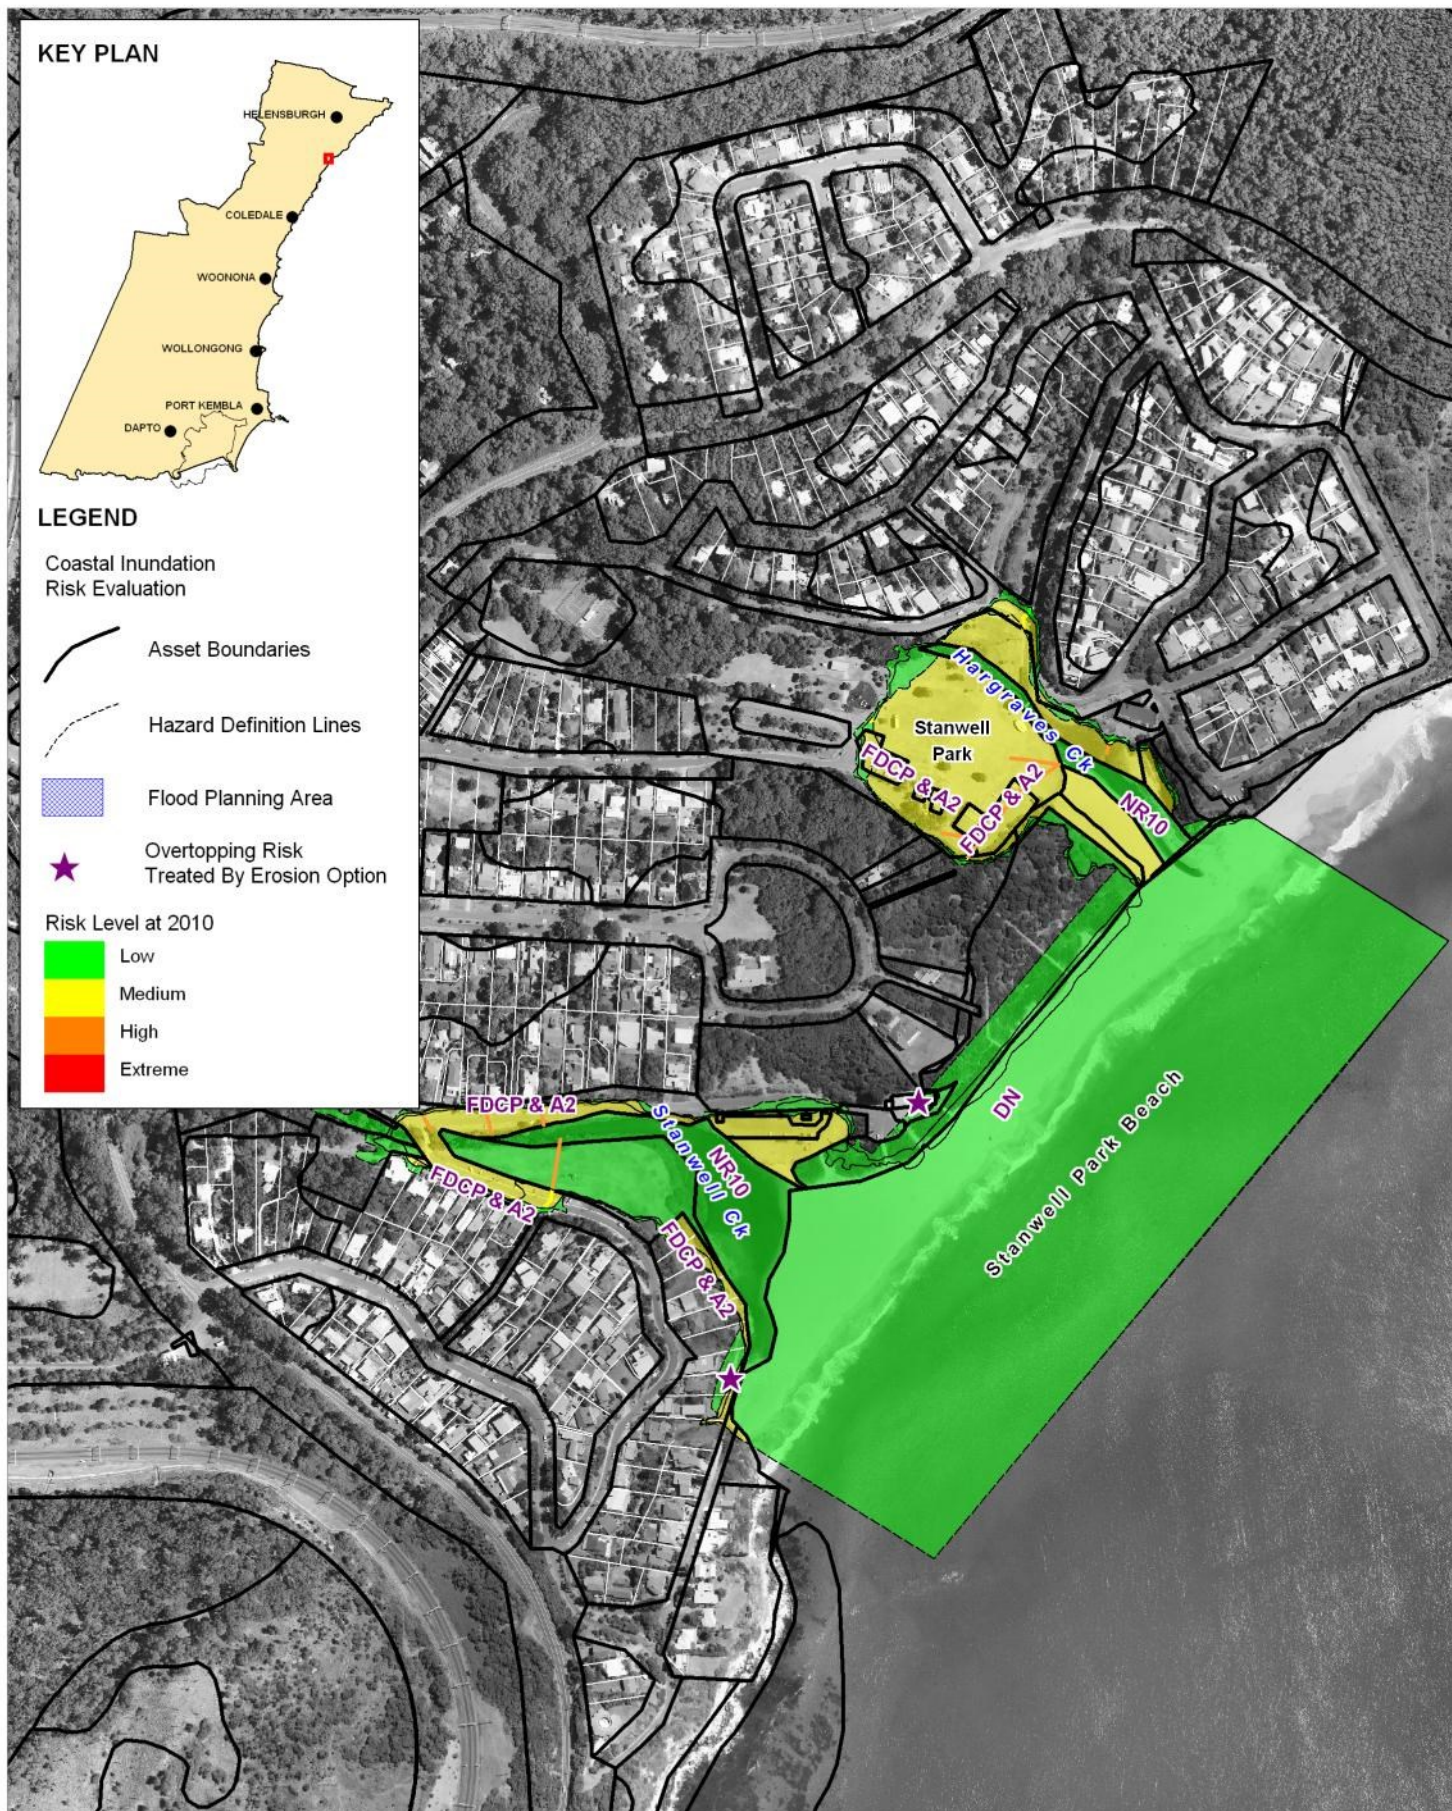 KEY PLAN
HELENSBURGH
COLEDALE
WOONONA
WOLLONGONG
PORT KEMBLA
DAPTO
LEGEND
Coastal Inundation
Risk Evaluation
Asset Boundaries
Hazard Definition Lines
Flood Planning Area
Overtopping Risk
Treated By Erosion Option
Risk Level at 2010
Low
Medium
High
Extreme
Hargraves Ck
Stanwell
Park
FDCP & A2
FDCP & A2
NR10
DN
Stanwell Park Beach
FDCP & A2
Stanwell Ck
NR10
FDCP & A2
FDCP & A2